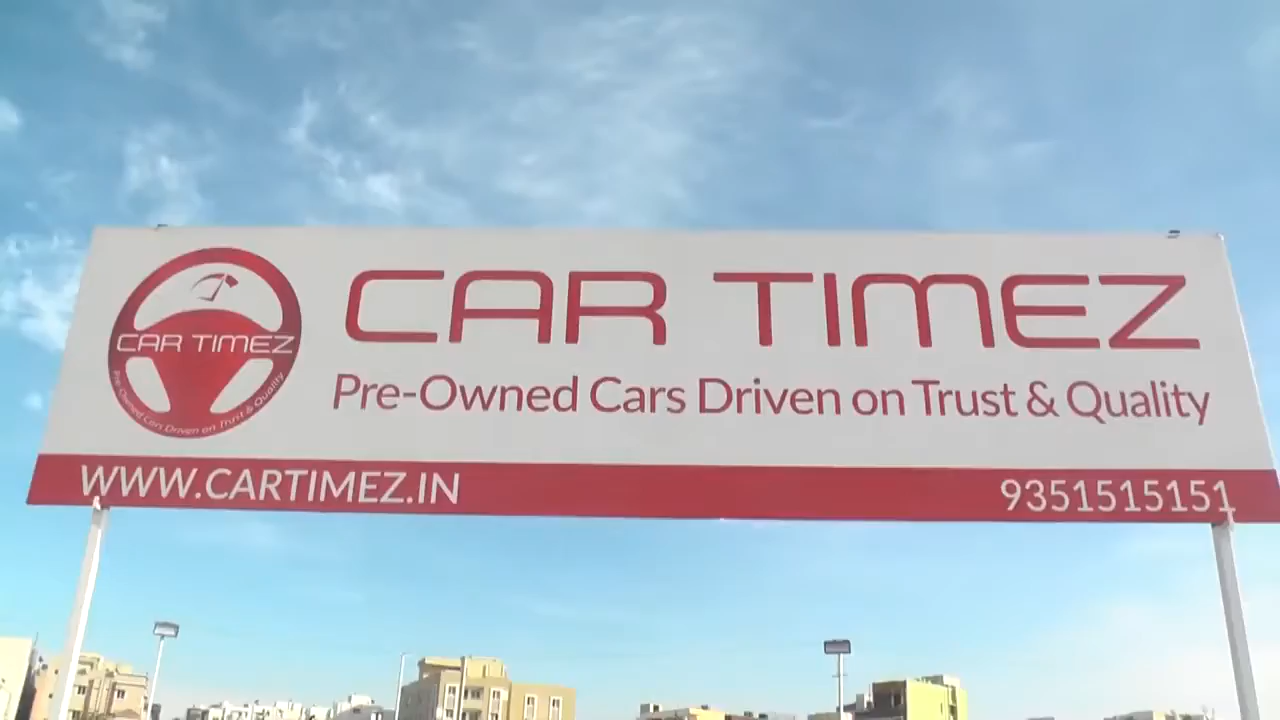 CAR TIMEZ
Pre-Owned Cars Driven on Trust & Quality
CAR TIMEZ
Pre-Owned Cars Driven on Trust & Quality
WWW.CARTIMEZ.IN
9351515151